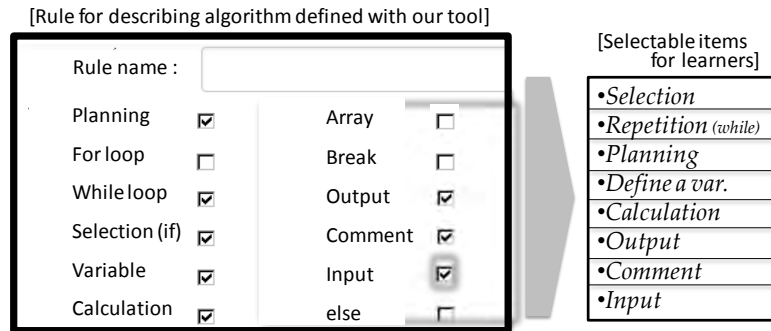 [Rule for describing algorithm defined with our tool]
Rule name :
Planning
For loop
While loop
Selection (if)
Variable
Calculation
Array
Break
Output
Comment
Input
else
[Selectable items
for learners]
•Selection
•Repetition (while)
•Planning
•Define a var.
•Calculation
•Output
•Comment
•Input